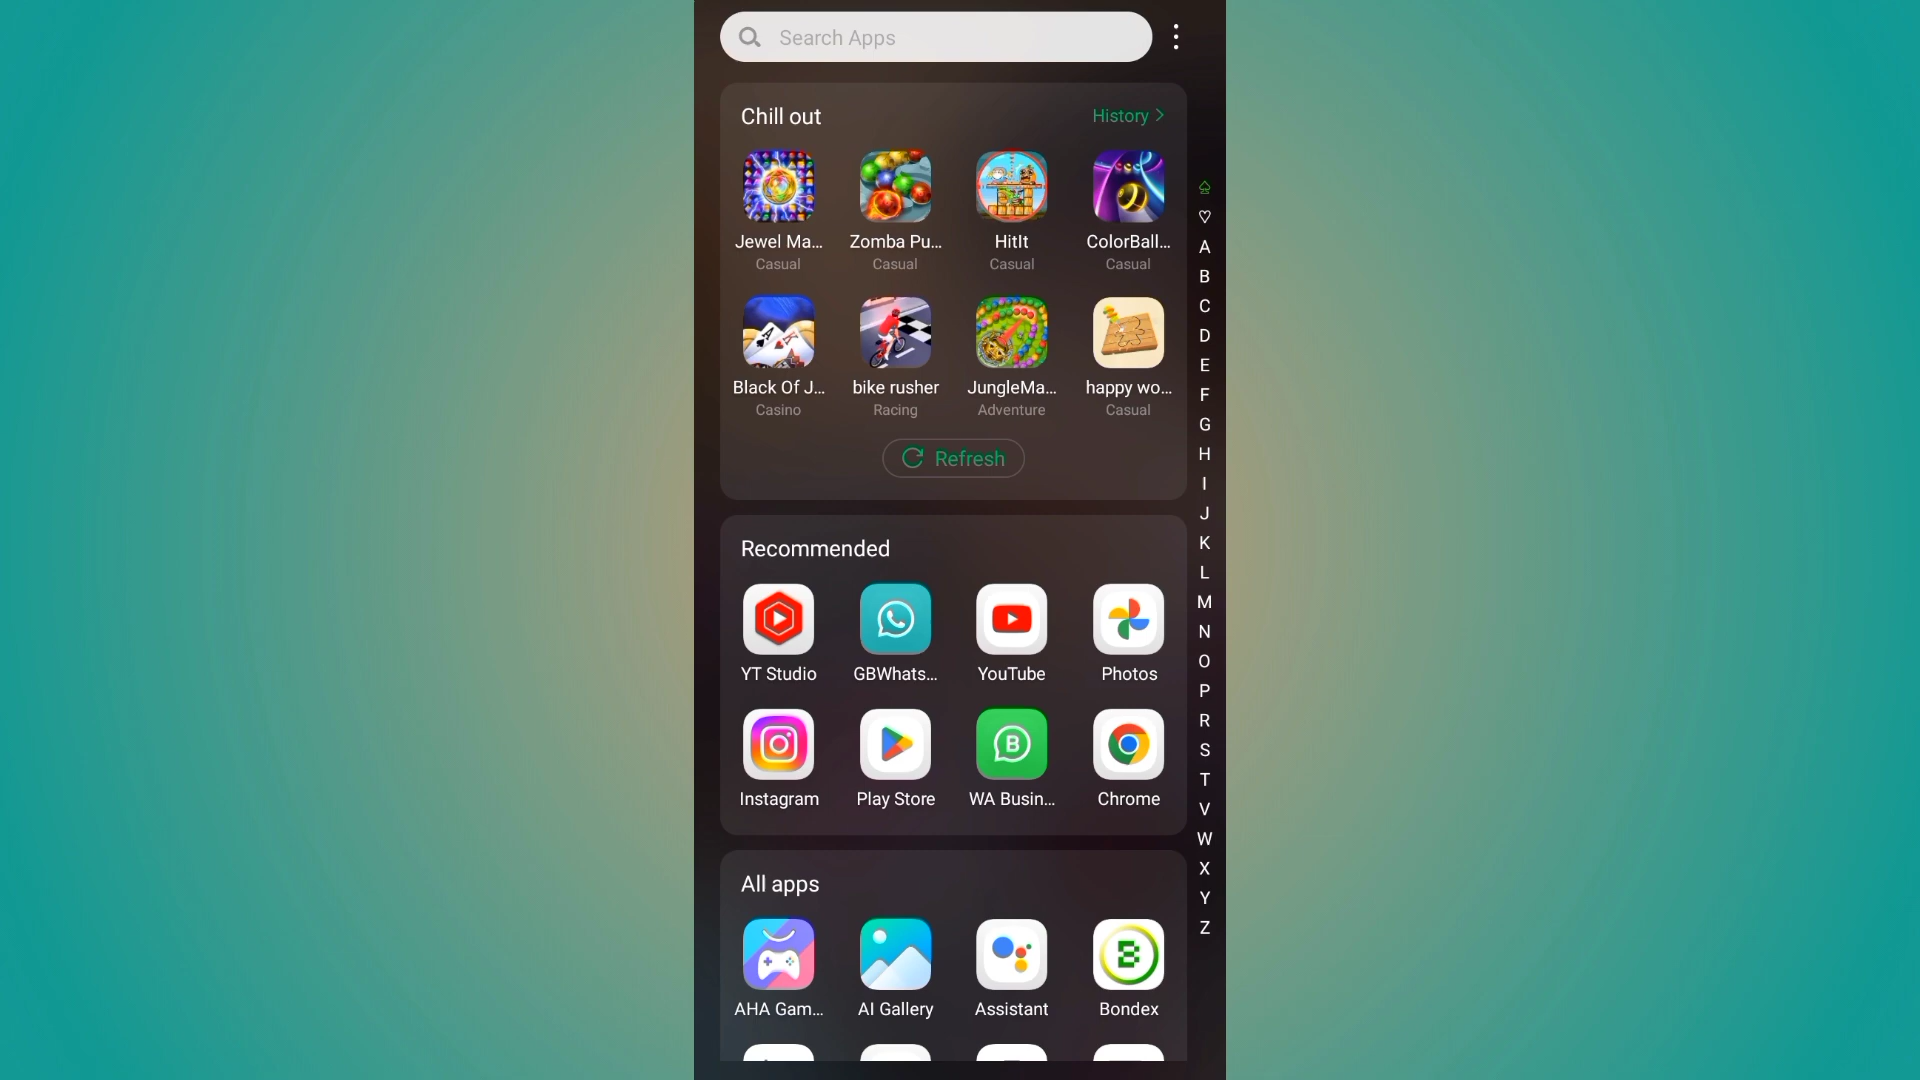 Search Apps
Chill out
History
Jewel Ma...
Zomba Pu...
HitIt
ColorBall...
Casual
Casual
Casual
Casual
Black Of J...
bike rusher
JungleMa...
happy wo...
Casino
Racing
Adventure
Casual
Refresh
Recommended
YT Studio
GBWhats...
YouTube
Photos
Instagram
Play Store
WA Busin...
Chrome
All apps
AHA Gam...
AI Gallery
Assistant
Bondex
A
B
C
D
E
F
G
H
I
J
K
L
M
N
O
P
R
S
T
V
W
X
Y
Z